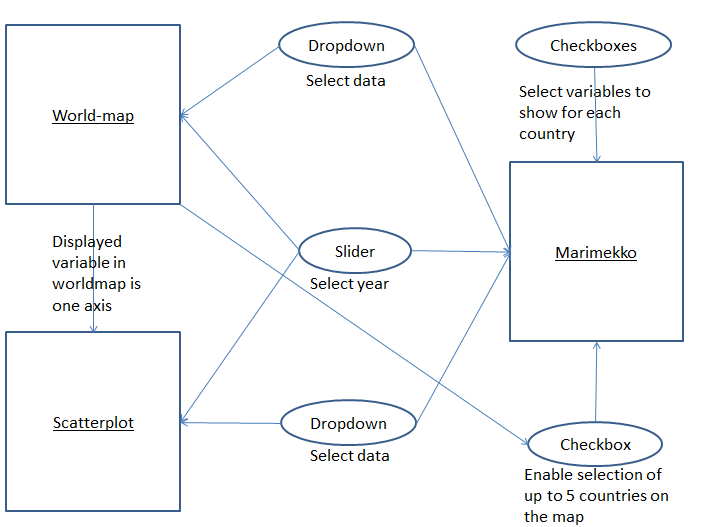 Dropdown
Select data
Checkboxes
Select variables to
show for each
country
World-map
Displayed
variable in
worldmap is
one axis
Slider
Select year
Marimekko
Scatterplot
Dropdown
Select data
Checkbox
Enable selection of
up to 5 countries on
the map